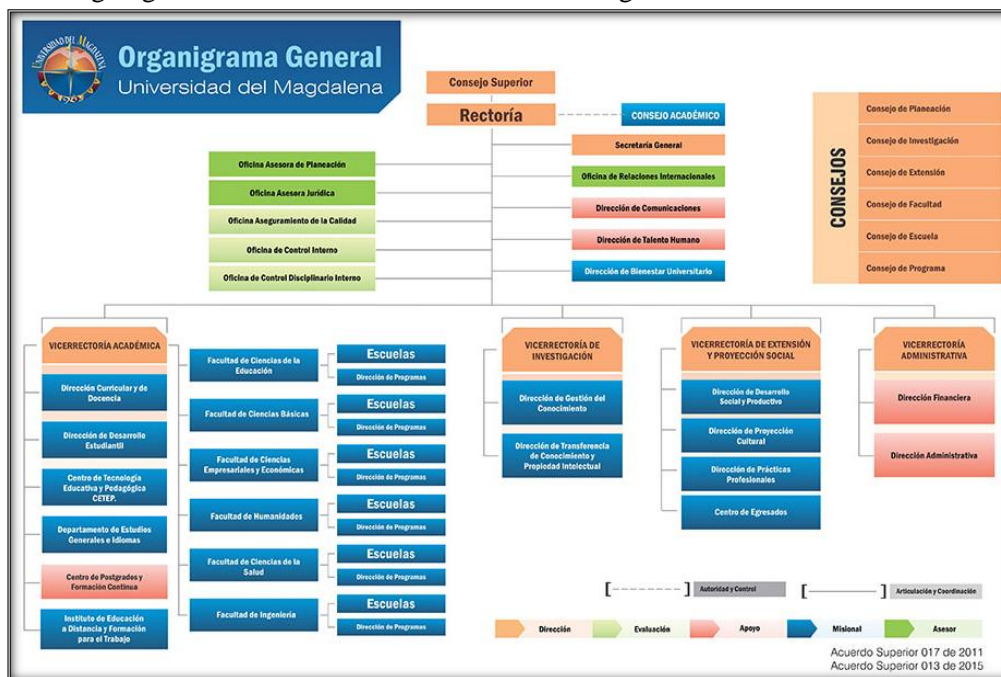 UNIVERSIDAD DEL MAGDALENA
Organigrama General
Universidad del Magdalena
Consejo Superior
Rectoría
CONSEJO ACADÉMICO
Secretaría General
Oficina de Relaciones Internacionales
Dirección de Comunicaciones
Dirección de Talento Humano
Dirección de Bienestar Universitario
Oficina Asesora de Planeación
Oficina Asesora Jurídica
Oficina Aseguramiento de la Calidad
Oficina de Control Interno
Oficina de Control Disciplinario Interno
CONSEJOS
Consejo de Planeación
Consejo de Investigación
Consejo de Extensión
Consejo de Facultad
Consejo de Escuela
Consejo de Programa
VICERRECTORÍA ACADÉMICA
Dirección Curricular y de
Docencia
Dirección de Desarrollo
Estudiantil
Centro de Tecnología
Educativa y Pedagógica
CETEP.
Departamento de Estudios
Generales e Idiomas
Centro de Postgrados y
Formación Continua
Instituto de Educación
a Distancia y Formación
para el Trabajo
Facultad de Ciencias de la
Educación
Escuelas
Dirección de Programas
Facultad de Ciencias Básicas
Escuelas
Dirección de Programas
Facultad de Ciencias
Empresariales y Económicas
Escuelas
Dirección de Programas
Facultad de Humanidades
Escuelas
Dirección de Programas
Facultad de Ciencias de la
Salud
Escuelas
Dirección de Programas
Facultad de Ingeniería
Escuelas
Dirección de Programas
VICERRECTORÍA DE
INVESTIGACIÓN
Dirección de Gestión del
Conocimiento
Dirección de Transferencia
de Conocimiento y
Propiedad Intelectual
VICERRECTORÍA DE EXTENSIÓN
Y PROYECCIÓN SOCIAL
Dirección de Desarrollo
Social y Productivo
Dirección de Proyección
Cultural
Dirección de Prácticas
Profesionales
Centro de Egresados
VICERRECTORÍA
ADMINISTRATIVA
Dirección Financiera
Dirección Administrativa
Autoridad y Control
Articulación y Coordinación
Dirección
Evaluación
Apoyo
Misional
Asesor
Acuerdo Superior 017 de 2011
Acuerdo Superior 013 de 2015